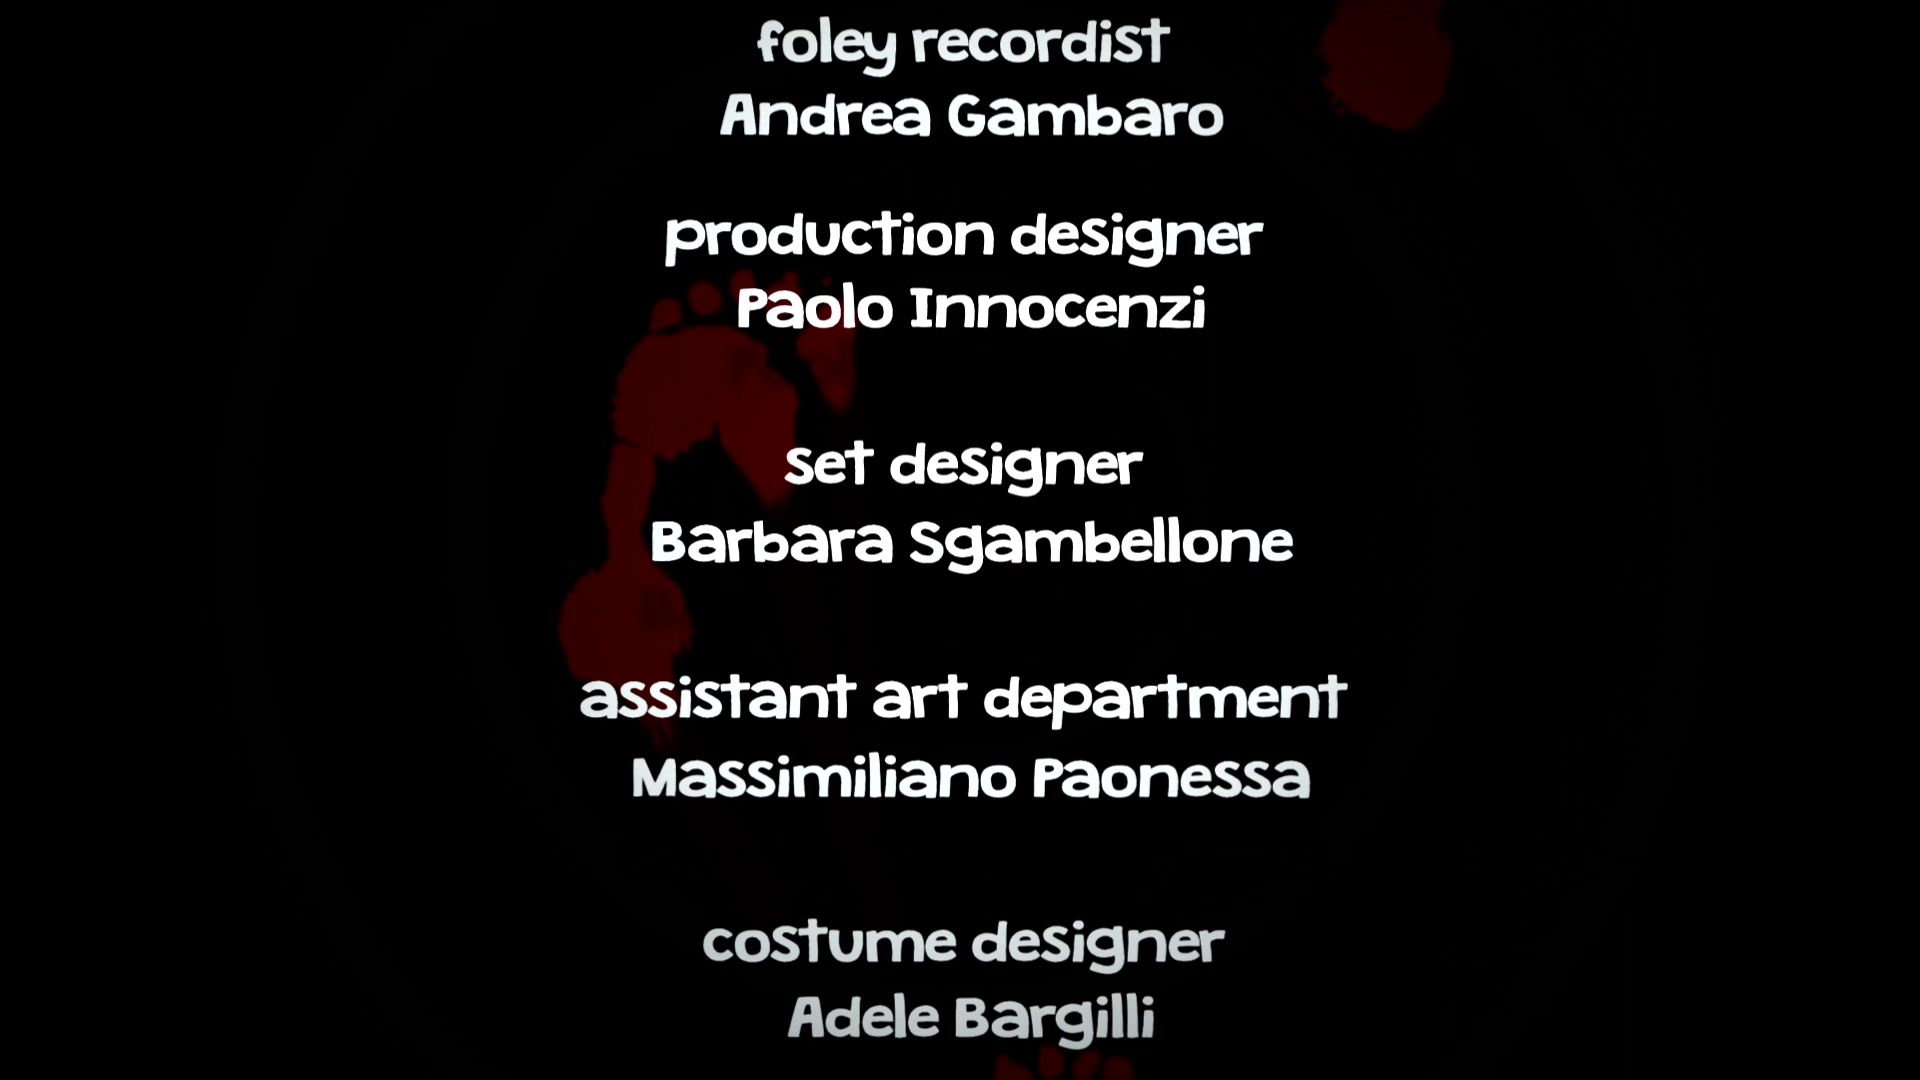 foley recordist
Andrea Gambaro
production designer
Paolo Innocenzi
set designer
Barbara Sgambellone
assistant art department
Massimiliano Paonessa
costume designer
Adele Bargilli